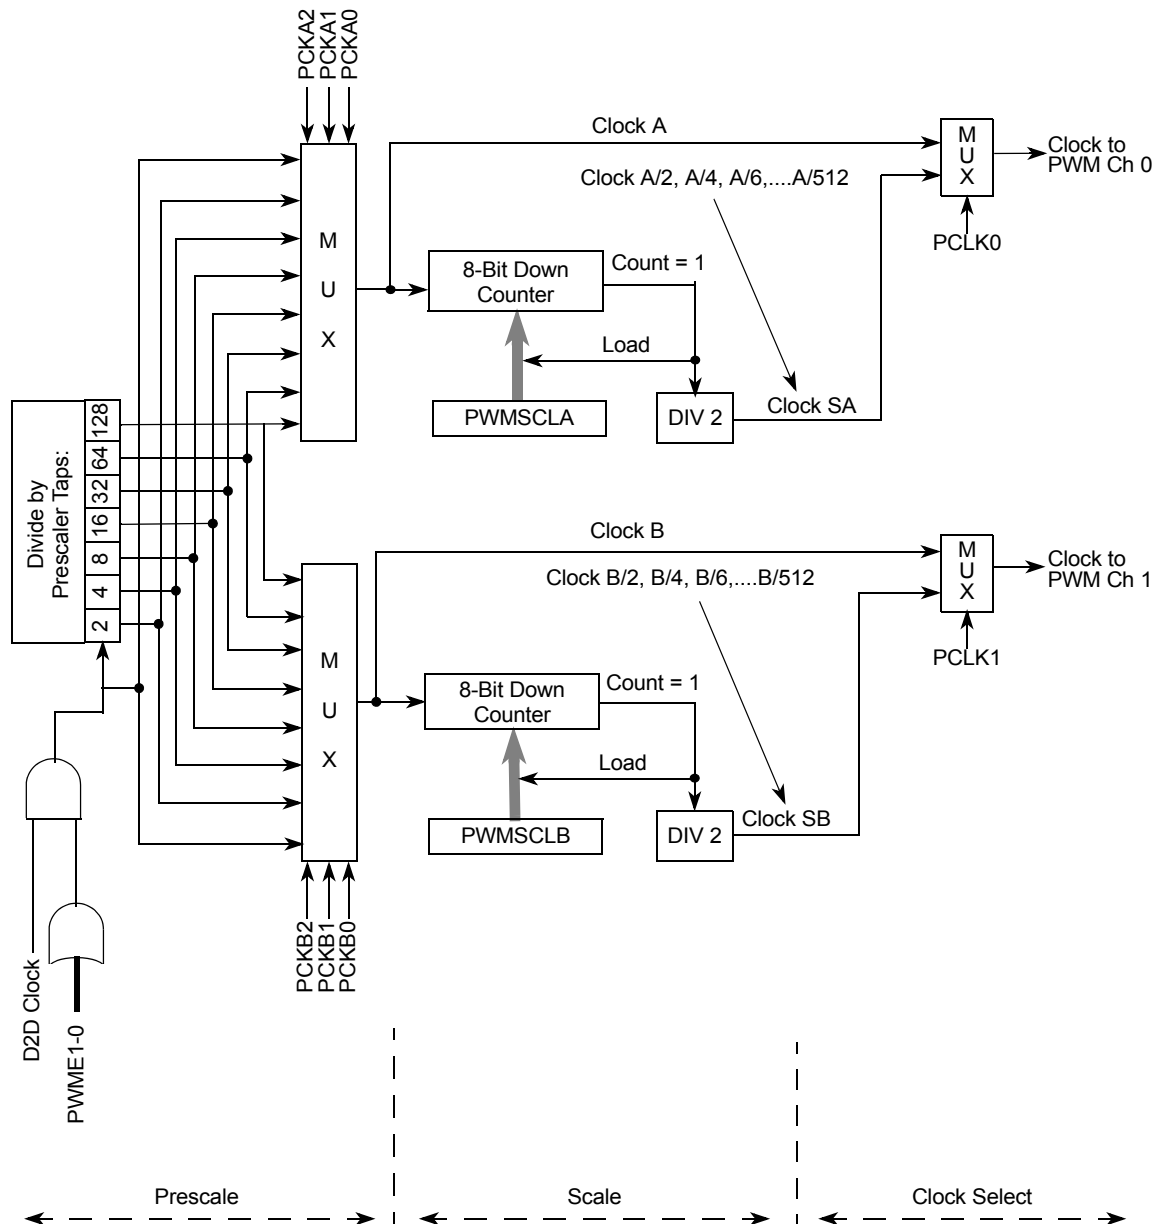 PCKA2
PCKA1
PCKA0
Clock A
M
U
X
Clock to
PWM Ch 0
Clock A/2, A/4, A/6,....A/512
PCLK0
M
U
X
8-Bit Down
Counter
Count = 1
Load
PWMSCLA
DIV 2
Clock SA
Divide by
Prescaler Taps:
128
64
32
16
8
4
2
Clock B
M
U
X
Clock to
PWM Ch 1
Clock B/2, B/4, B/6,....B/512
PCLK1
M
U
X
8-Bit Down
Counter
Count = 1
Load
PWMSCLB
DIV 2
Clock SB
PCKB2
PCKB1
PCKB0
D2D Clock
PWME1-0
Prescale
Scale
Clock Select